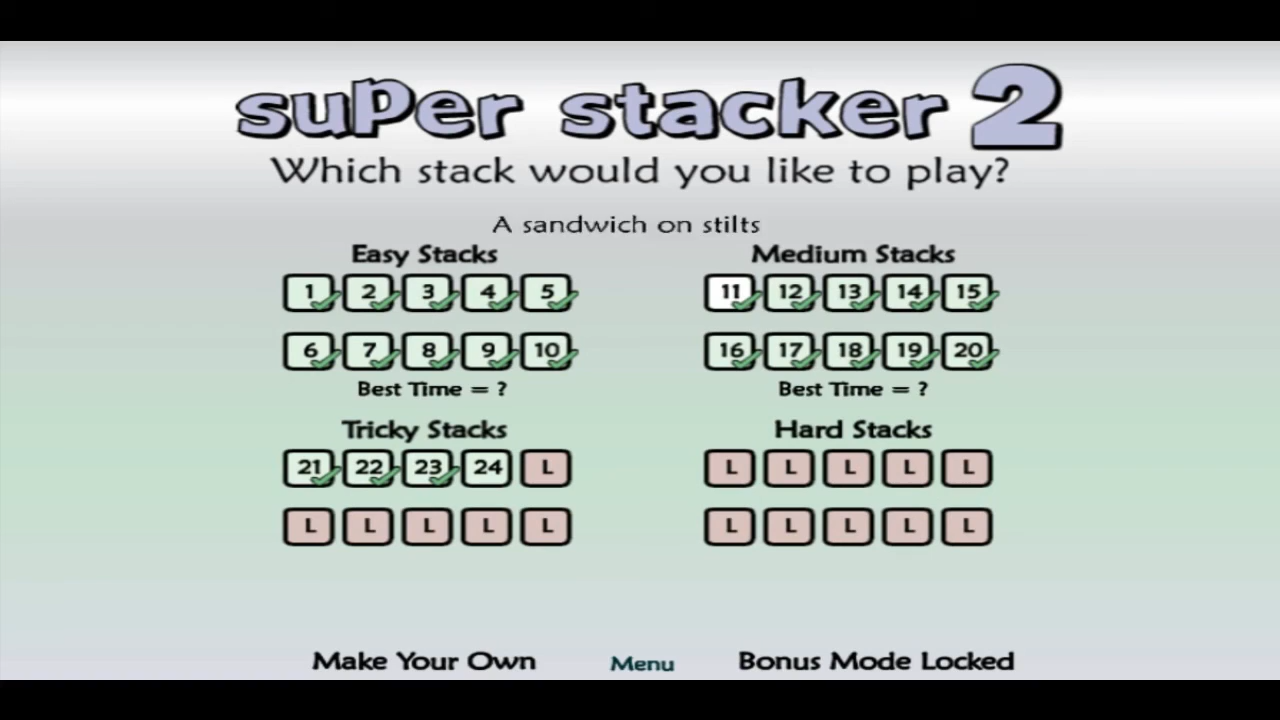 super stacker 2
Which stack would you like to play?
A sandwich on stilts
Easy Stacks
1 2 3 4 5
6 7 8 9 10
Best Time = ?
Medium Stacks
11 12 13 14 15
16 17 18 19 20
Best Time = ?
Tricky Stacks
21 22 23 24 L
L L L L L
Hard Stacks
L L L L L
L L L L L
Make Your Own
Menu
Bonus Mode Locked